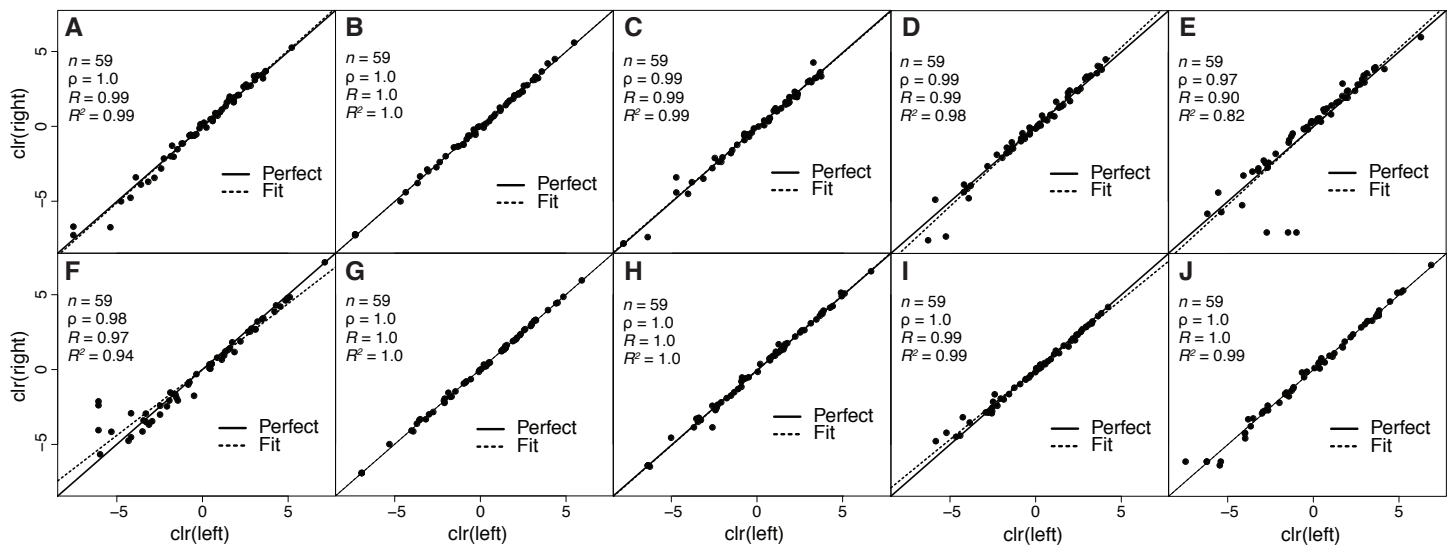 A
n = 59
ρ = 1.0
R = 0.99
R² = 0.99
Perfect
Fit
B
n = 59
ρ = 1.0
R = 1.0
R² = 1.0
Perfect
Fit
C
n = 59
ρ = 0.99
R = 0.99
R² = 0.99
Perfect
Fit
D
n = 59
ρ = 0.99
R = 0.99
R² = 0.98
Perfect
Fit
E
n = 59
ρ = 0.97
R = 0.90
R² = 0.82
Perfect
Fit
clr(right)
5
0
−5
F
n = 59
ρ = 0.98
R = 0.97
R² = 0.94
Perfect
Fit
G
n = 59
ρ = 1.0
R = 1.0
R² = 1.0
Perfect
Fit
H
n = 59
ρ = 1.0
R = 1.0
R² = 1.0
Perfect
Fit
I
n = 59
ρ = 1.0
R = 0.99
R² = 0.99
Perfect
Fit
J
n = 59
ρ = 1.0
R = 1.0
R² = 0.99
Perfect
Fit
clr(right)
5
0
−5
−5 0 5
−5 0 5
−5 0 5
−5 0 5
−5 0 5
clr(left)
clr(left)
clr(left)
clr(left)
clr(left)